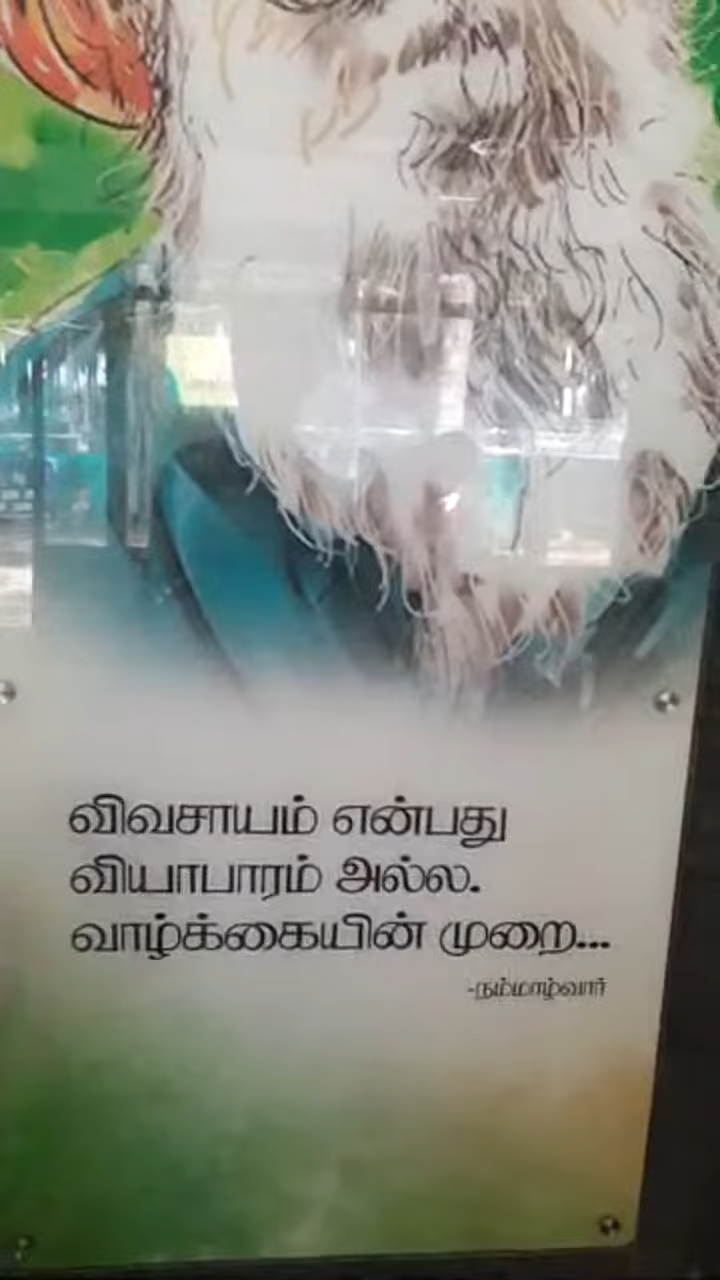 விவசாயம் என்பது
வியாபாரம் அல்ல.
வாழ்க்கையின் முறை...
-நம்மாழ்வார்